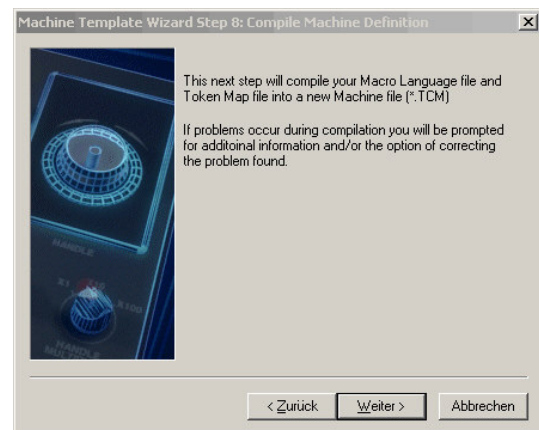 Machine Template Wizard Step 8: Compile Machine Definition
This next step will compile your Macro Language file and
Token Map file into a new Machine file (*.TCM)
If problems occur during compilation you will be prompted
for additoinal information and/or the option of correcting
the problem found.
HANDLE
X1
X10
X100
HANDLE
< Zurück
Weiter >
Abbrechen